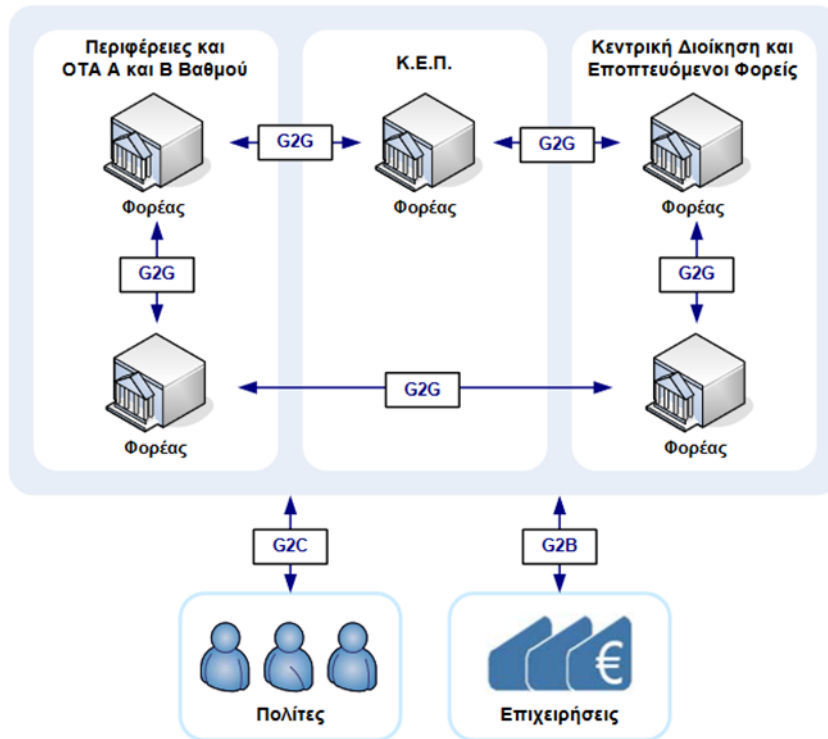 Περιφέρειες και
ΟΤΑ Α και Β Βαθμού
Κ.Ε.Π.
Κεντρική Διοίκηση και
Εποπτευόμενοι Φορείς
G2G
G2G
Φορέας
Φορέας
Φορέας
G2G
G2G
G2G
Φορέας
Φορέας
G2C
G2B
€
Πολίτες
Επιχειρήσεις